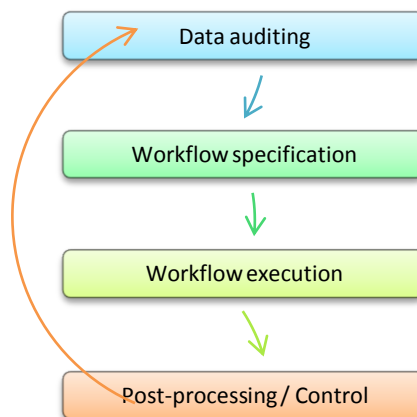 Data auditing
Workflow specification
Workflow execution
Post-processing / Control